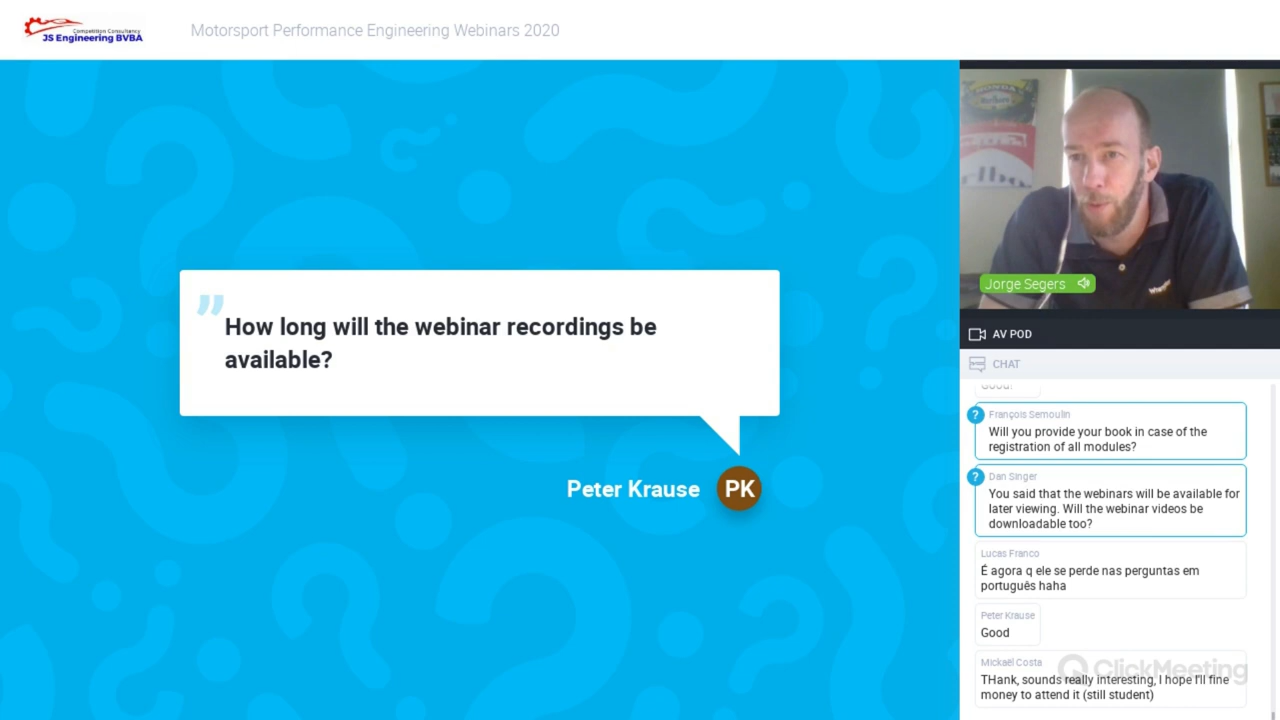 Competition Consultancy
JS Engineering BVBA
Motorsport Performance Engineering Webinars 2020
”
How long will the webinar recordings be
available?
Peter Krause
PK
Jorge Segers
AV POD
CHAT
Good!
?
François Semoulin
Will you provide your book in case of the
registration of all modules?
?
Dan Singer
You said that the webinars will be available for
later viewing. Will the webinar videos be
downloadable too?
Lucas Franco
É agora q ele se perde nas perguntas em
português haha
Peter Krause
Good
Mickaël Costa
THank, sounds really interesting, I hope I'll fine
money to attend it (still student)
ClickMeeting